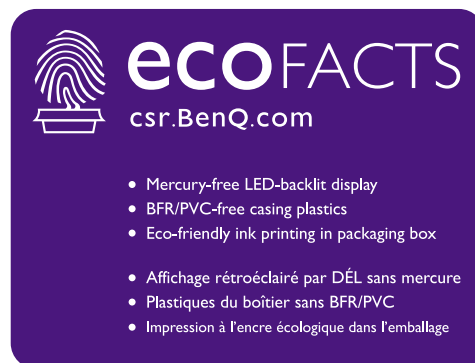 ecoFACTS
csr.BenQ.com
• Mercury-free LED-backlit display
• BFR/PVC-free casing plastics
• Eco-friendly ink printing in packaging box
• Affichage rétroéclairé par DÉL sans mercure
• Plastiques du boîtier sans BFR/PVC
• Impression à l'encre écologique dans l'emballage